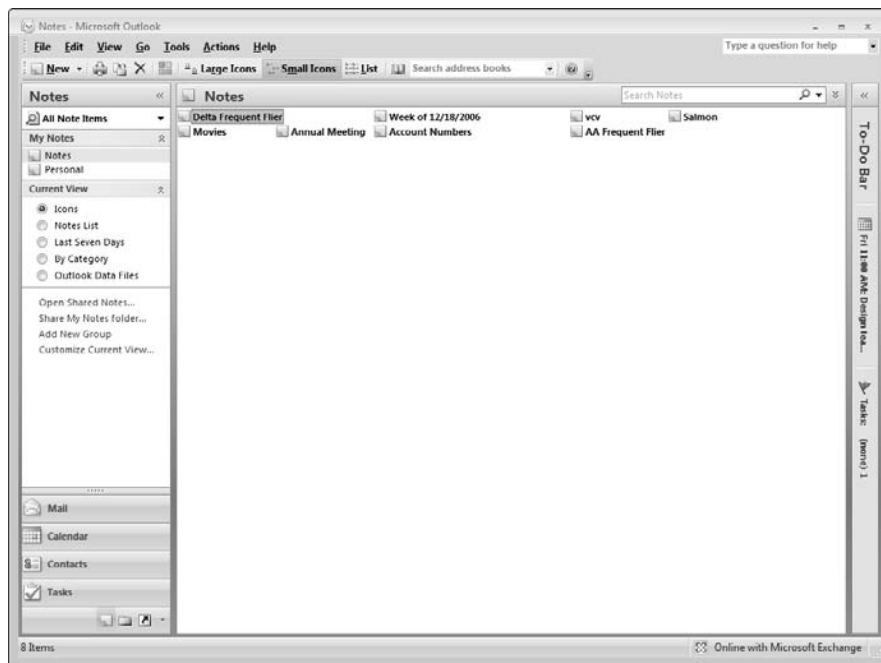 Notes - Microsoft Outlook
File Edit View Go Tools Actions Help
Type a question for help
New Large Icons Small Icons List Search address books
Notes
All Note Items
My Notes
Notes
Personal
Current View
Icons
Notes List
Last Seven Days
By Category
Outlook Data Files
Open Shared Notes...
Share My Notes folder...
Add New Group
Customize Current View...
Mail
Calendar
Contacts
Tasks
Notes Search Notes
Delta Frequent Flier Week of 12/18/2006 vcv Salmon
Movies Annual Meeting Account Numbers AA Frequent Flier
To-Do Bar
Fri 11:00 AM: Design tea...
Tasks: (none) 1
8 Items
Online with Microsoft Exchange